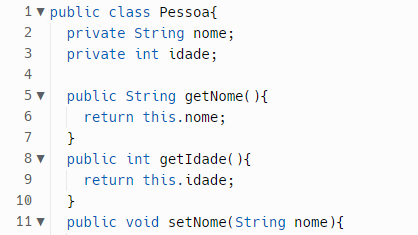 1 public class Pessoa{
2 private String nome;
3 private int idade;
4
5 public String getNome(){
6 return this.nome;
7 }
8 public int getIdade(){
9 return this.idade;
10 }
11 public void setNome(String nome){